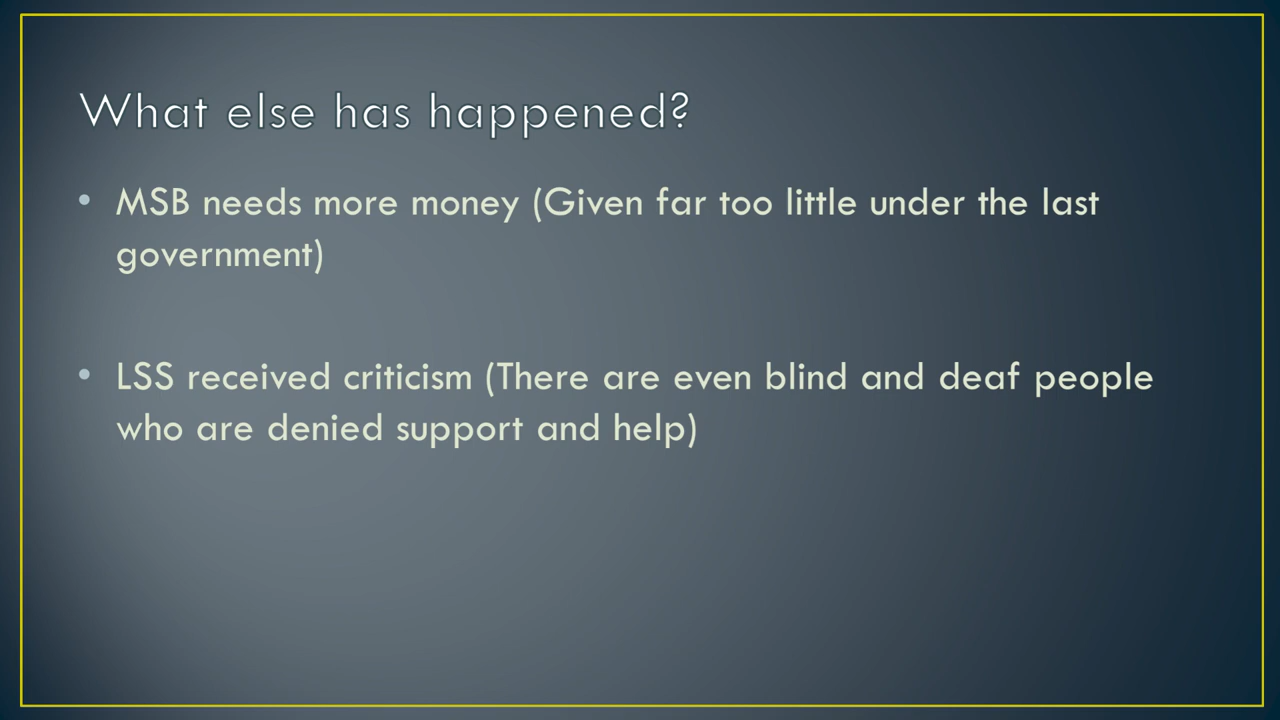 What else has happened?
• MSB needs more money (Given far too little under the last
government)
• LSS received criticism (There are even blind and deaf people
who are denied support and help)